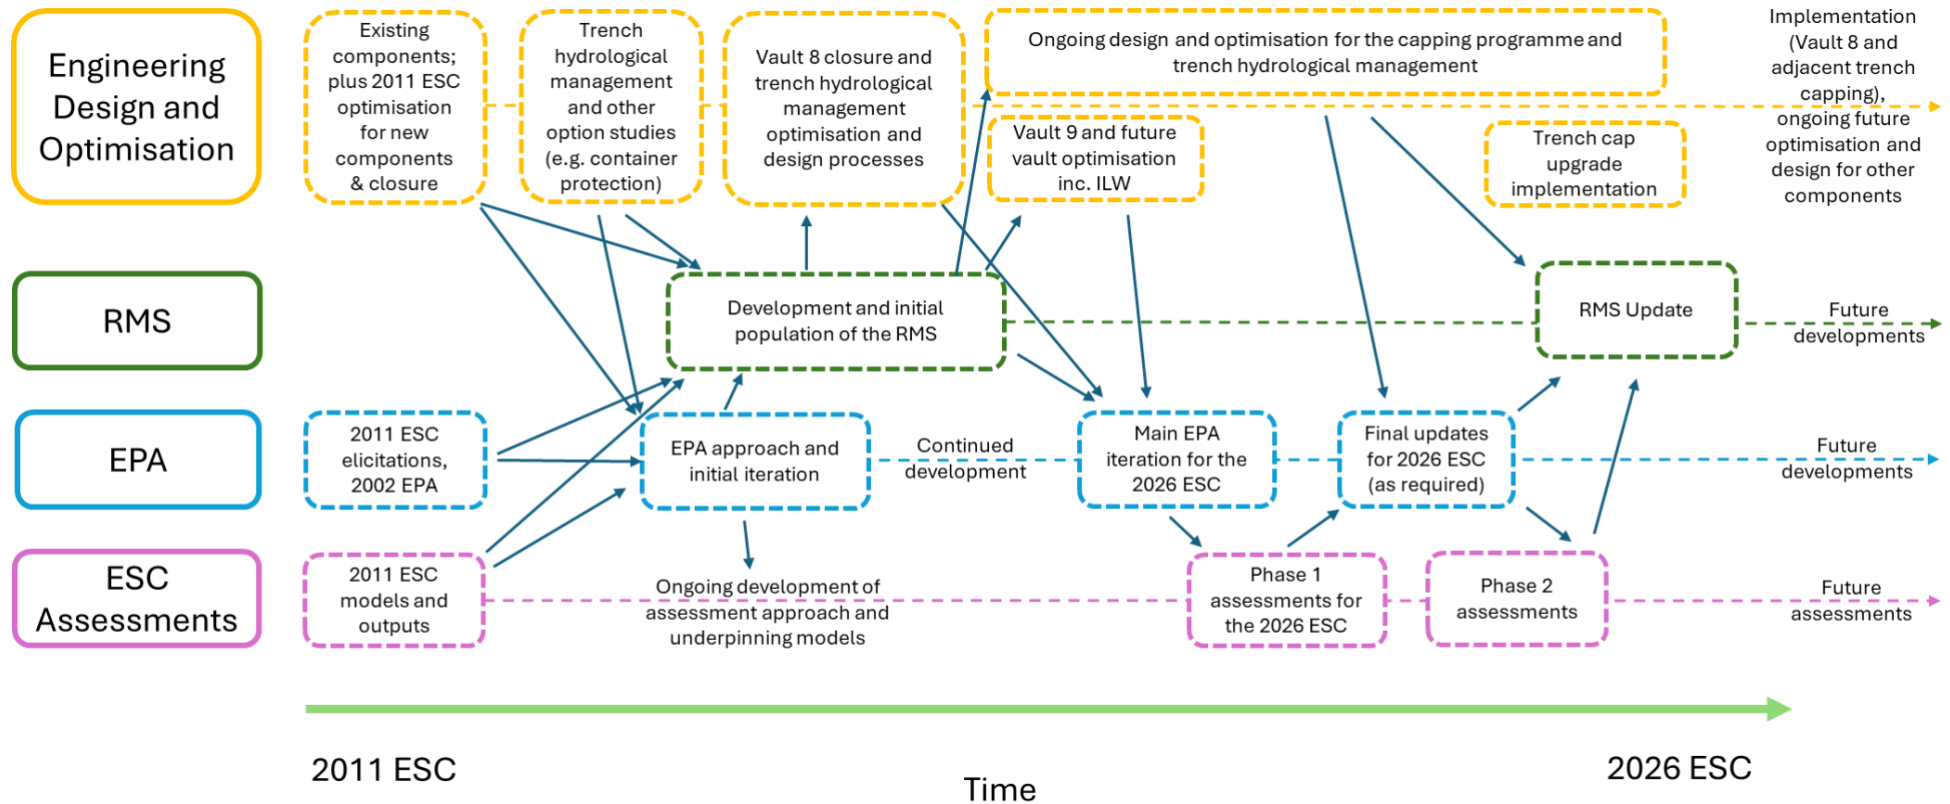 Engineering
Design and
Optimisation
Existing
components;
plus 2011 ESC
optimisation
for new
components
& closure
Trench
hydrological
management
and other
option studies
(e.g. container
protection)
Vault 8 closure and
trench hydrological
management
optimisation and
design processes
Ongoing design and optimisation for the capping programme and
trench hydrological management
Vault 9 and future
vault optimisation
inc. ILW
Trench cap
upgrade
implementation
Implementation
(Vault 8 and
adjacent trench
capping),
ongoing future
optimisation and
design for other
components
RMS
Development and initial
population of the RMS
RMS Update
Future
developments
EPA
2011 ESC
elicitations,
2002 EPA
EPA approach and
initial iteration
Continued
development
Main EPA
iteration for the
2026 ESC
Final updates
for 2026 ESC
(as required)
Future
developments
ESC
Assessments
2011 ESC
models and
outputs
Ongoing development of
assessment approach and
underpinning models
Phase 1
assessments for
the 2026 ESC
Phase 2
assessments
Future
assessments
2011 ESC
Time
2026 ESC